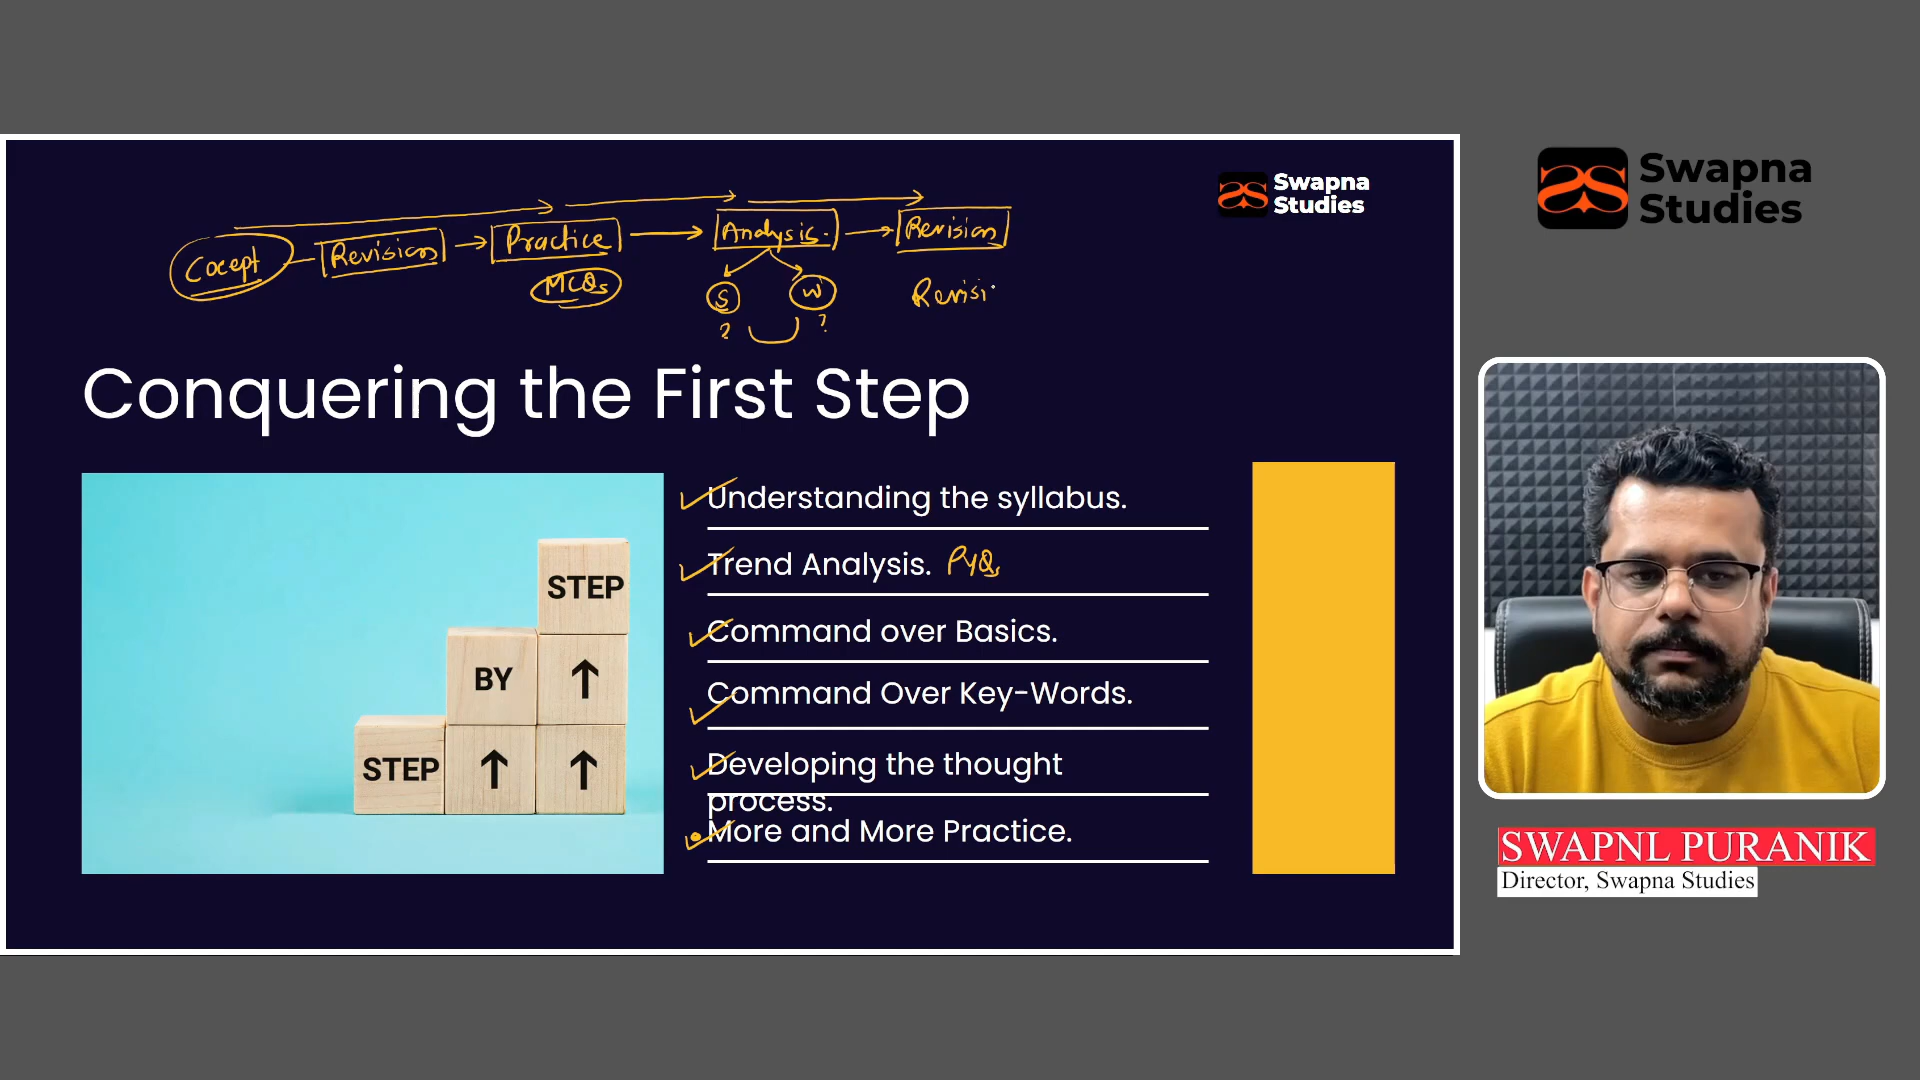 Swapna
Studies
Swapna
Studies
Cocept
Revision
Practice
Analysis
Revision
MCQs
S
W
Revisi
?
?
Conquering the First Step
Understanding the syllabus.
Trend Analysis. PYQs
Command over Basics.
Command Over Key-Words.
Developing the thought
process.
More and More Practice.
STEP
BY
STEP
SWAPNL PURANIK
Director, Swapna Studies